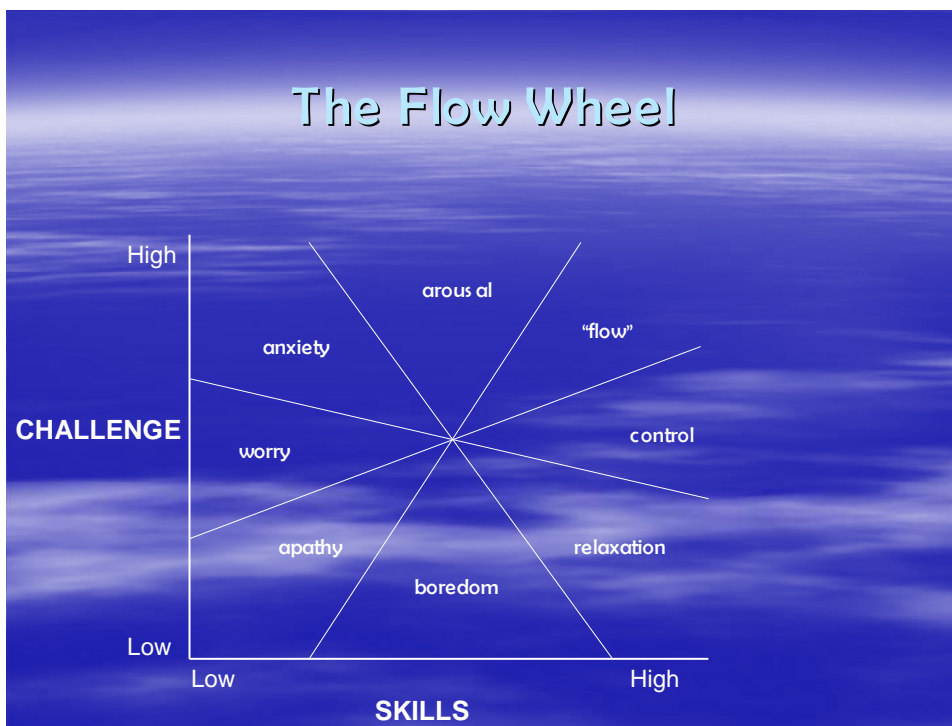 The Flow Wheel
High
arous al
“flow”
anxiety
CHALLENGE
control
worry
apathy
relaxation
boredom
Low
Low
High
SKILLS